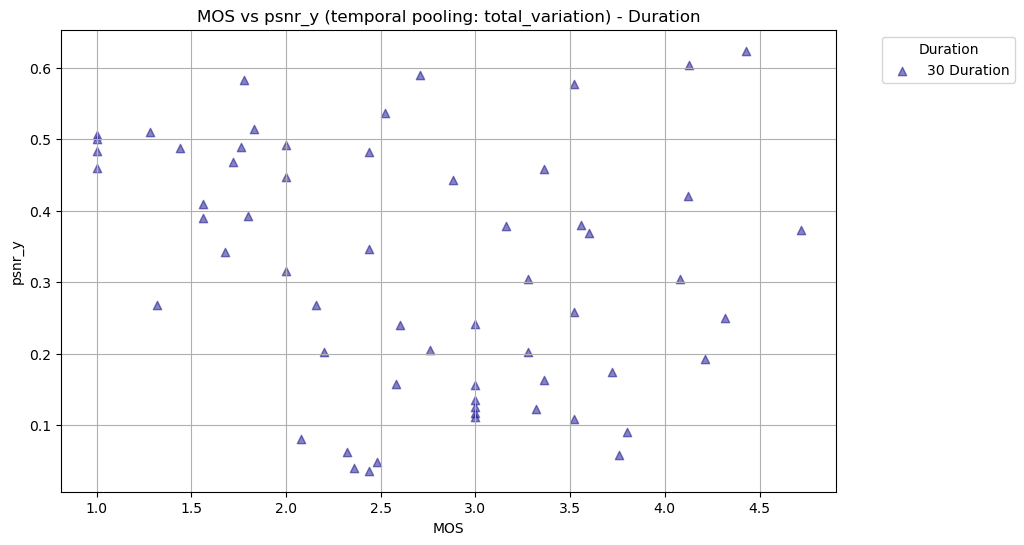 MOS vs psnr_y (temporal pooling: total_variation) - Duration
Duration
30 Duration
psnr_y
0.6
0.5
0.4
0.3
0.2
0.1
1.0 1.5 2.0 2.5 3.0 3.5 4.0 4.5
MOS